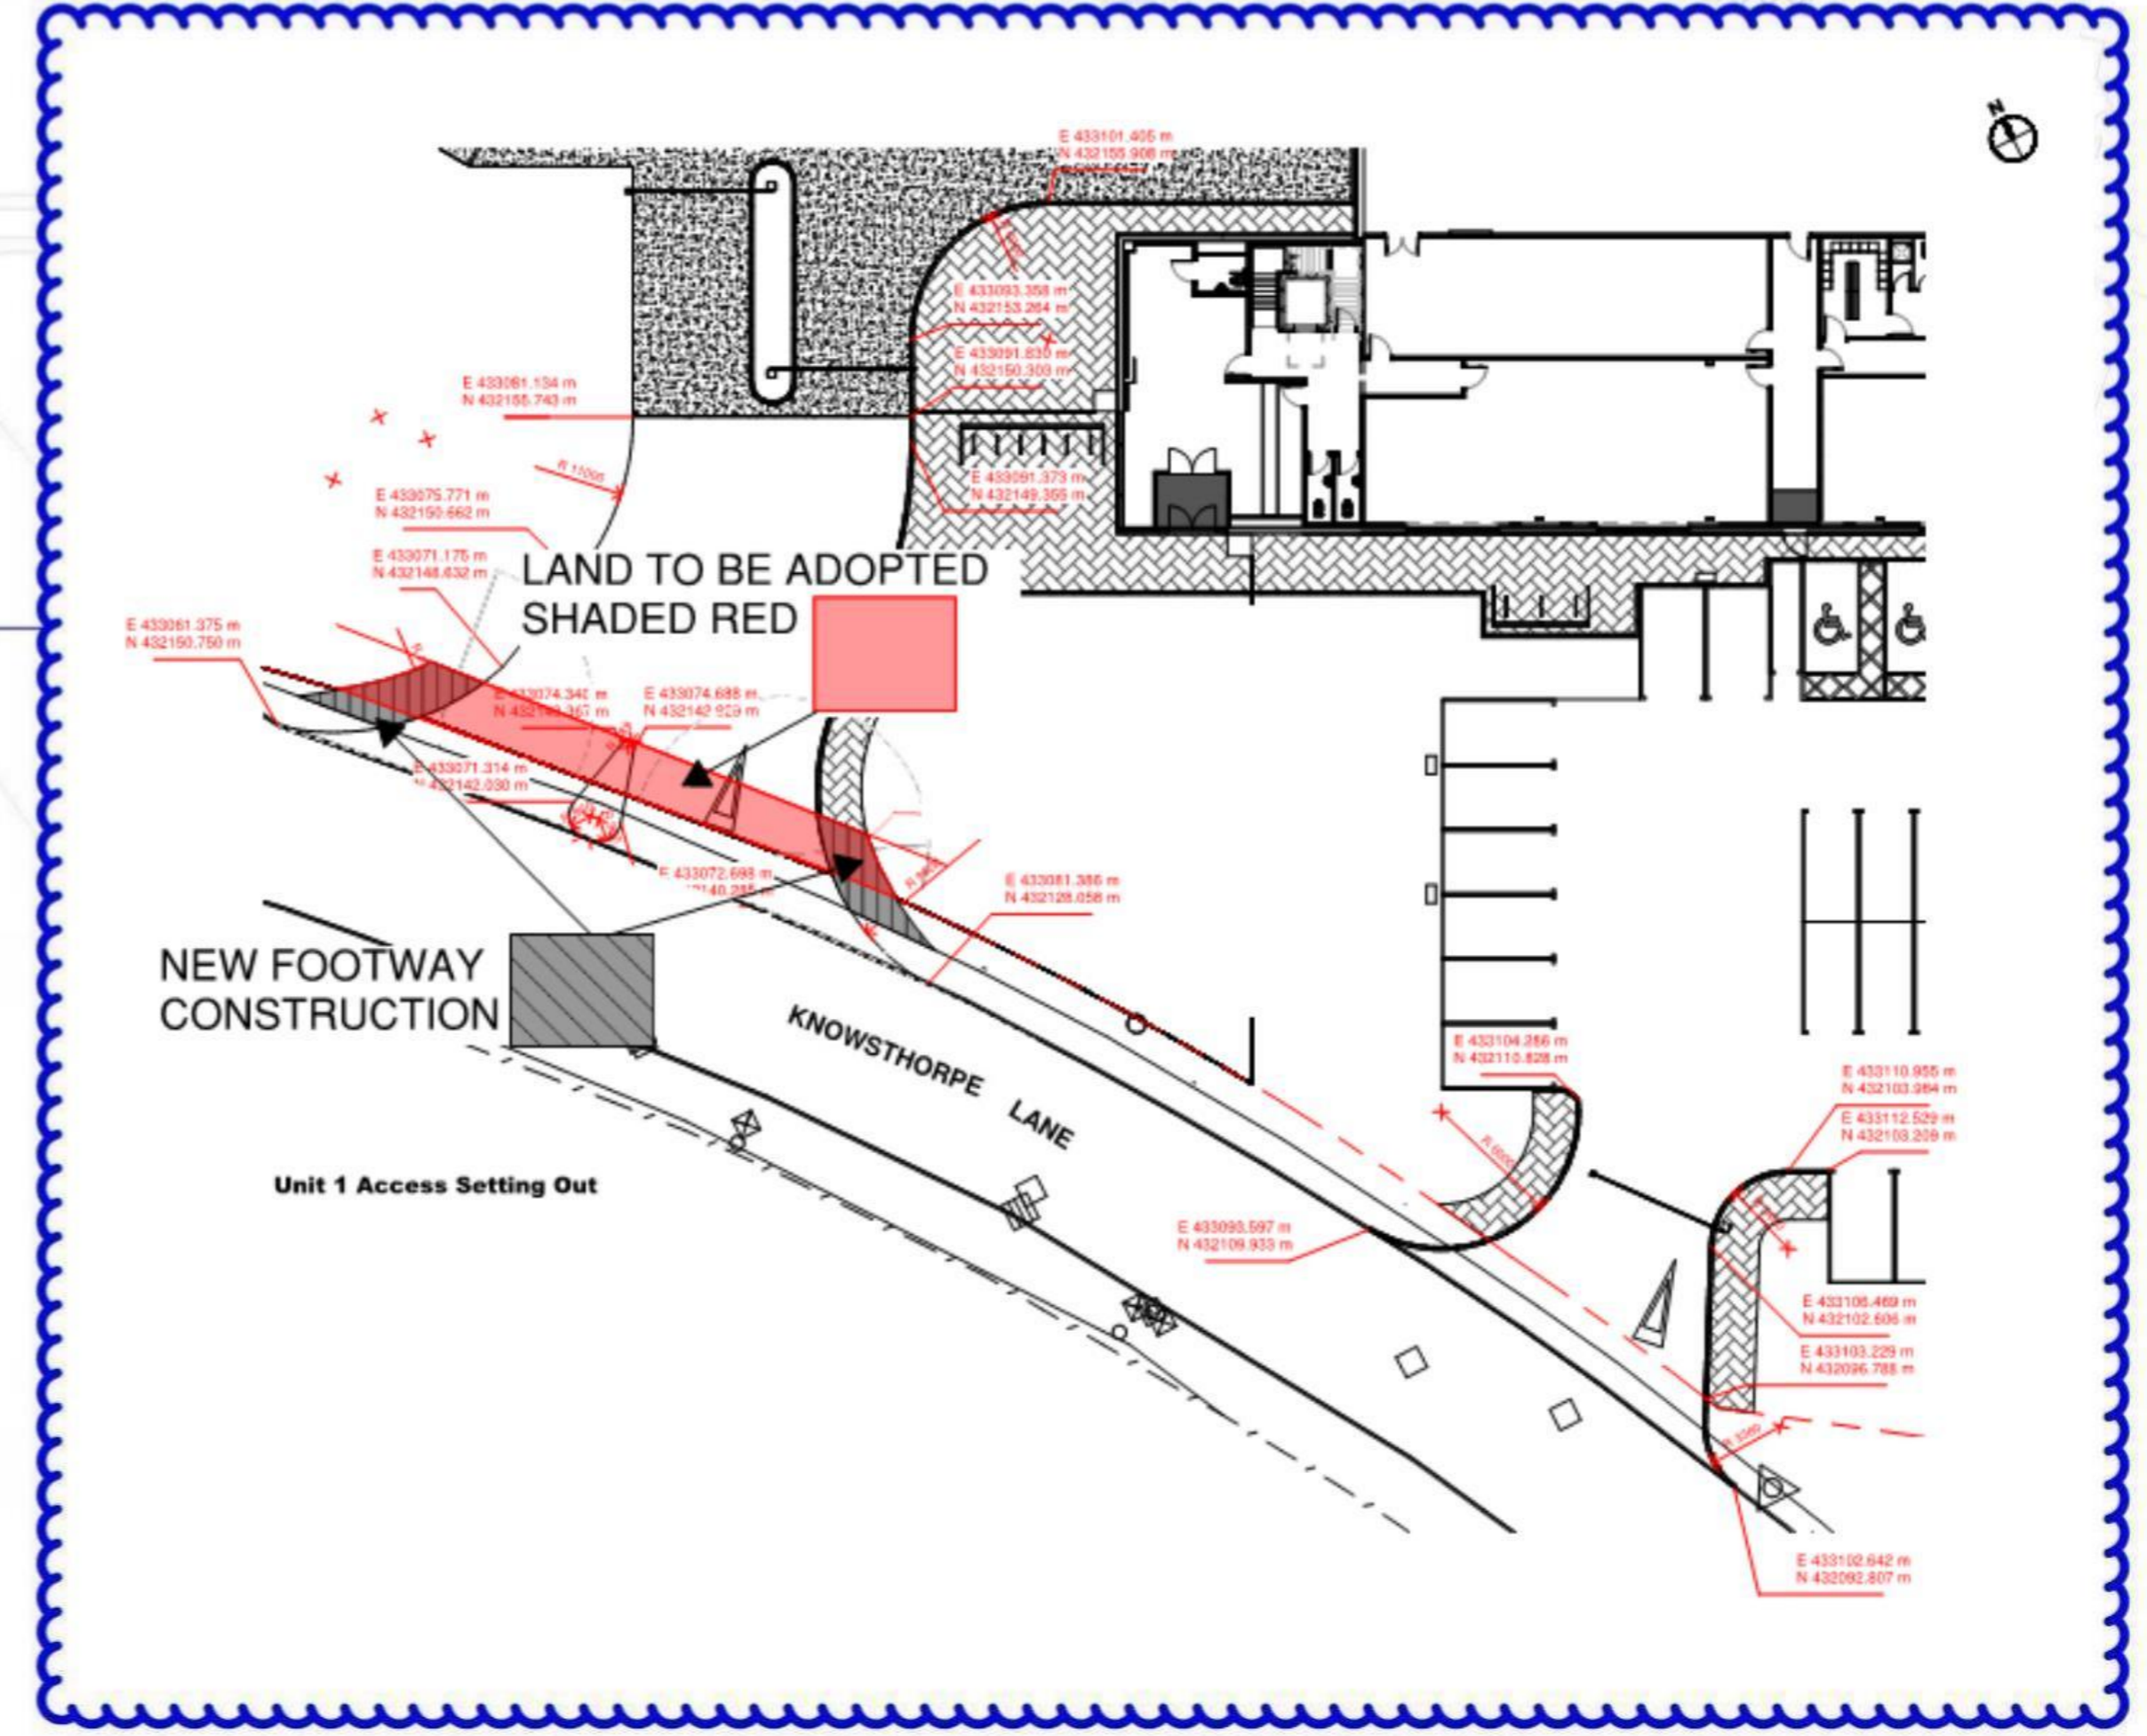 N
E 433101.405 m
N 432155.908 m
E 433093.358 m
N 432153.264 m
E 433091.830 m
N 432150.303 m
E 433081.134 m
N 432155.743 m
R 11005
E 433091.373 m
N 432149.366 m
E 433075.771 m
N 432150.662 m
E 433071.175 m
N 432148.632 m
LAND TO BE ADOPTED
SHADED RED
E 433061.375 m
N 432150.750 m
E 433074.688 m
N 432142.929 m
433071.314 m
432142.030 m
E 433072.698 m
E 433081.386 m
N 432128.058 m
NEW FOOTWAY
CONSTRUCTION
KNOWSTHORPE LANE
E 433104.286 m
N 432110.828 m
R 6000
E 433110.955 m
N 432103.984 m
E 433112.529 m
N 432103.209 m
Unit 1 Access Setting Out
E 433093.597 m
N 432109.933 m
E 433106.469 m
N 432102.606 m
E 433103.229 m
N 432096.788 m
E 433102.642 m
N 432092.807 m